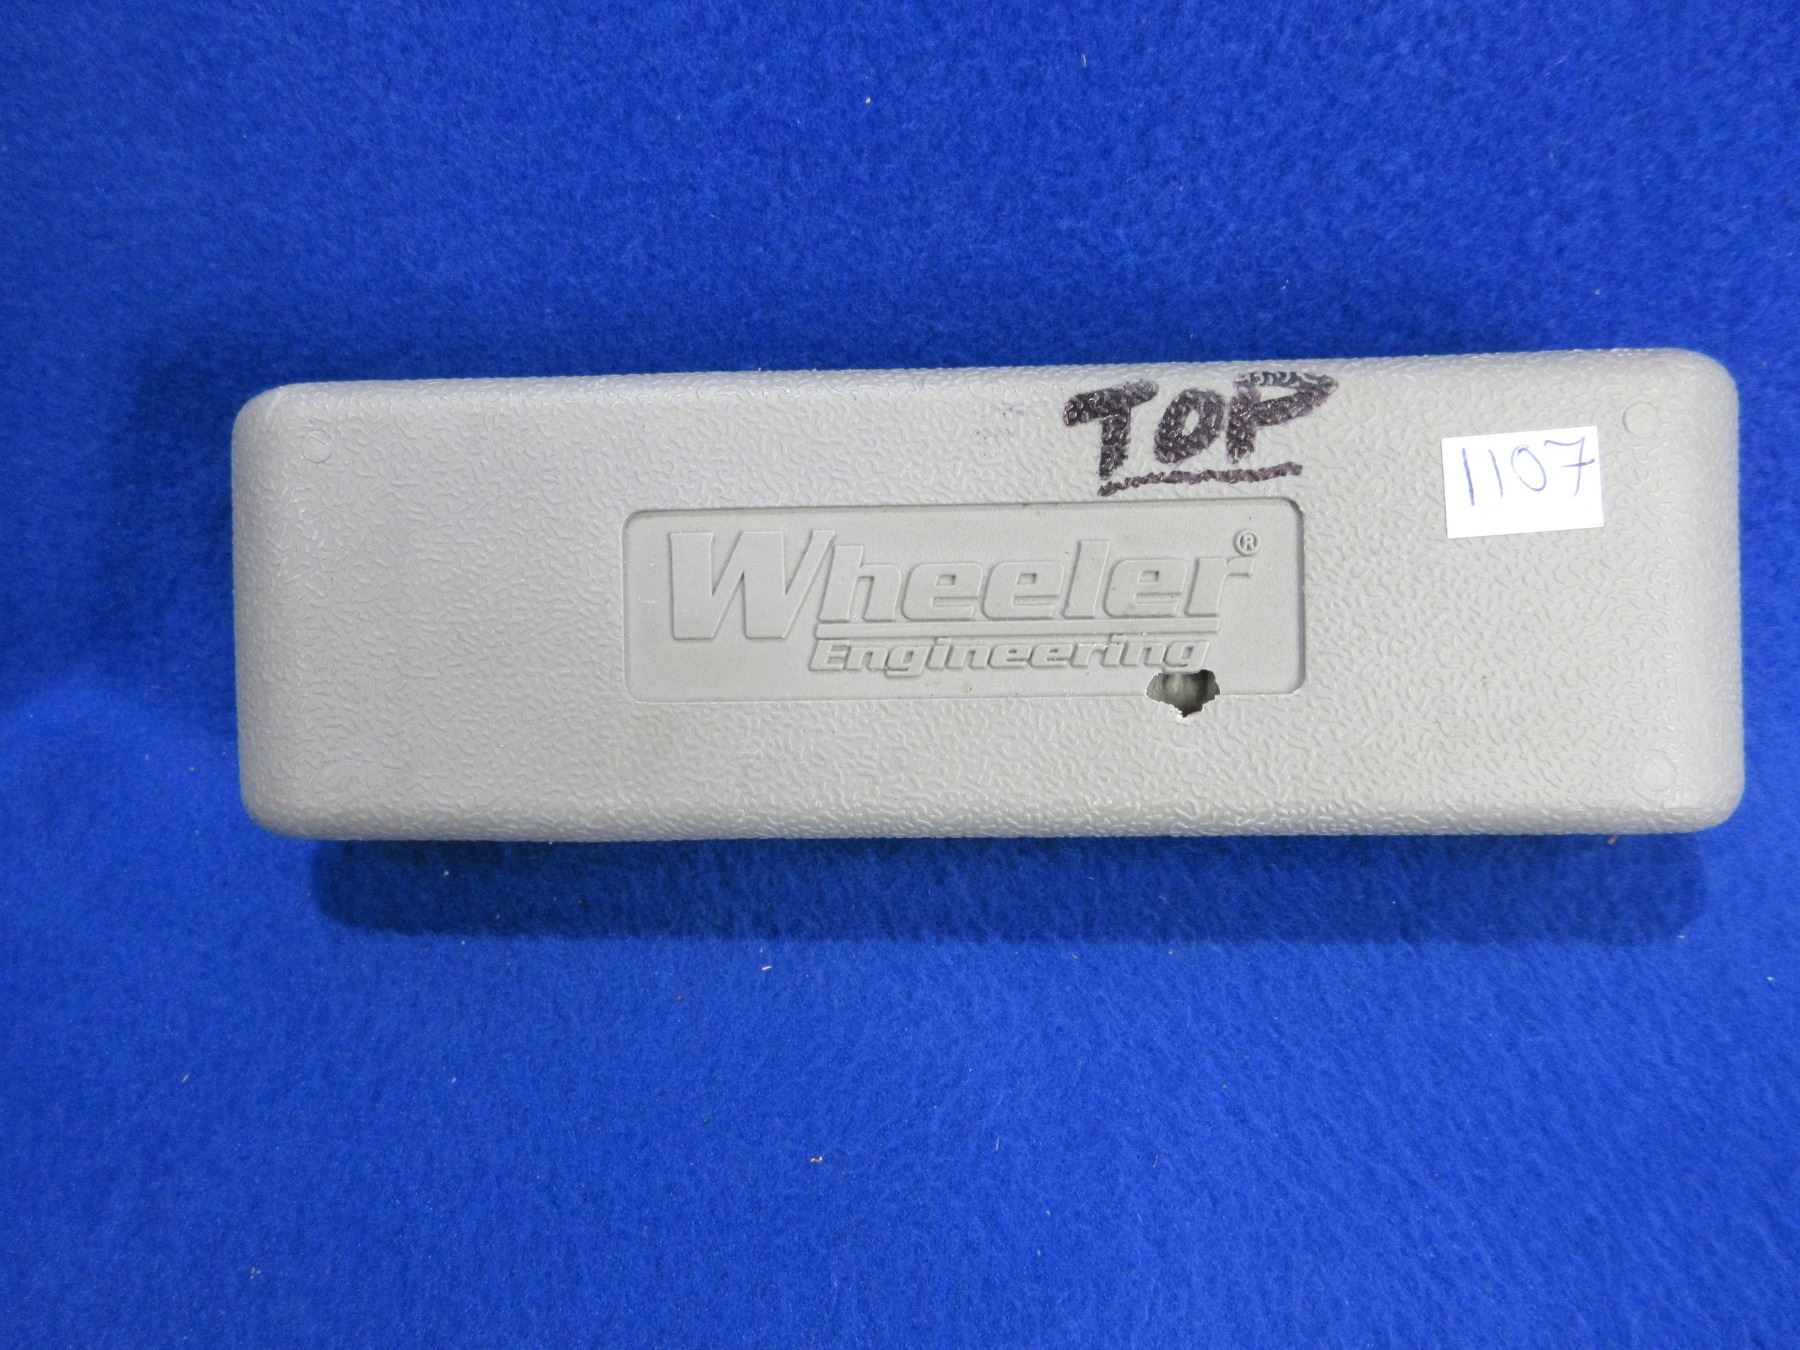 TOP
1107
Wheeler®
Engineering